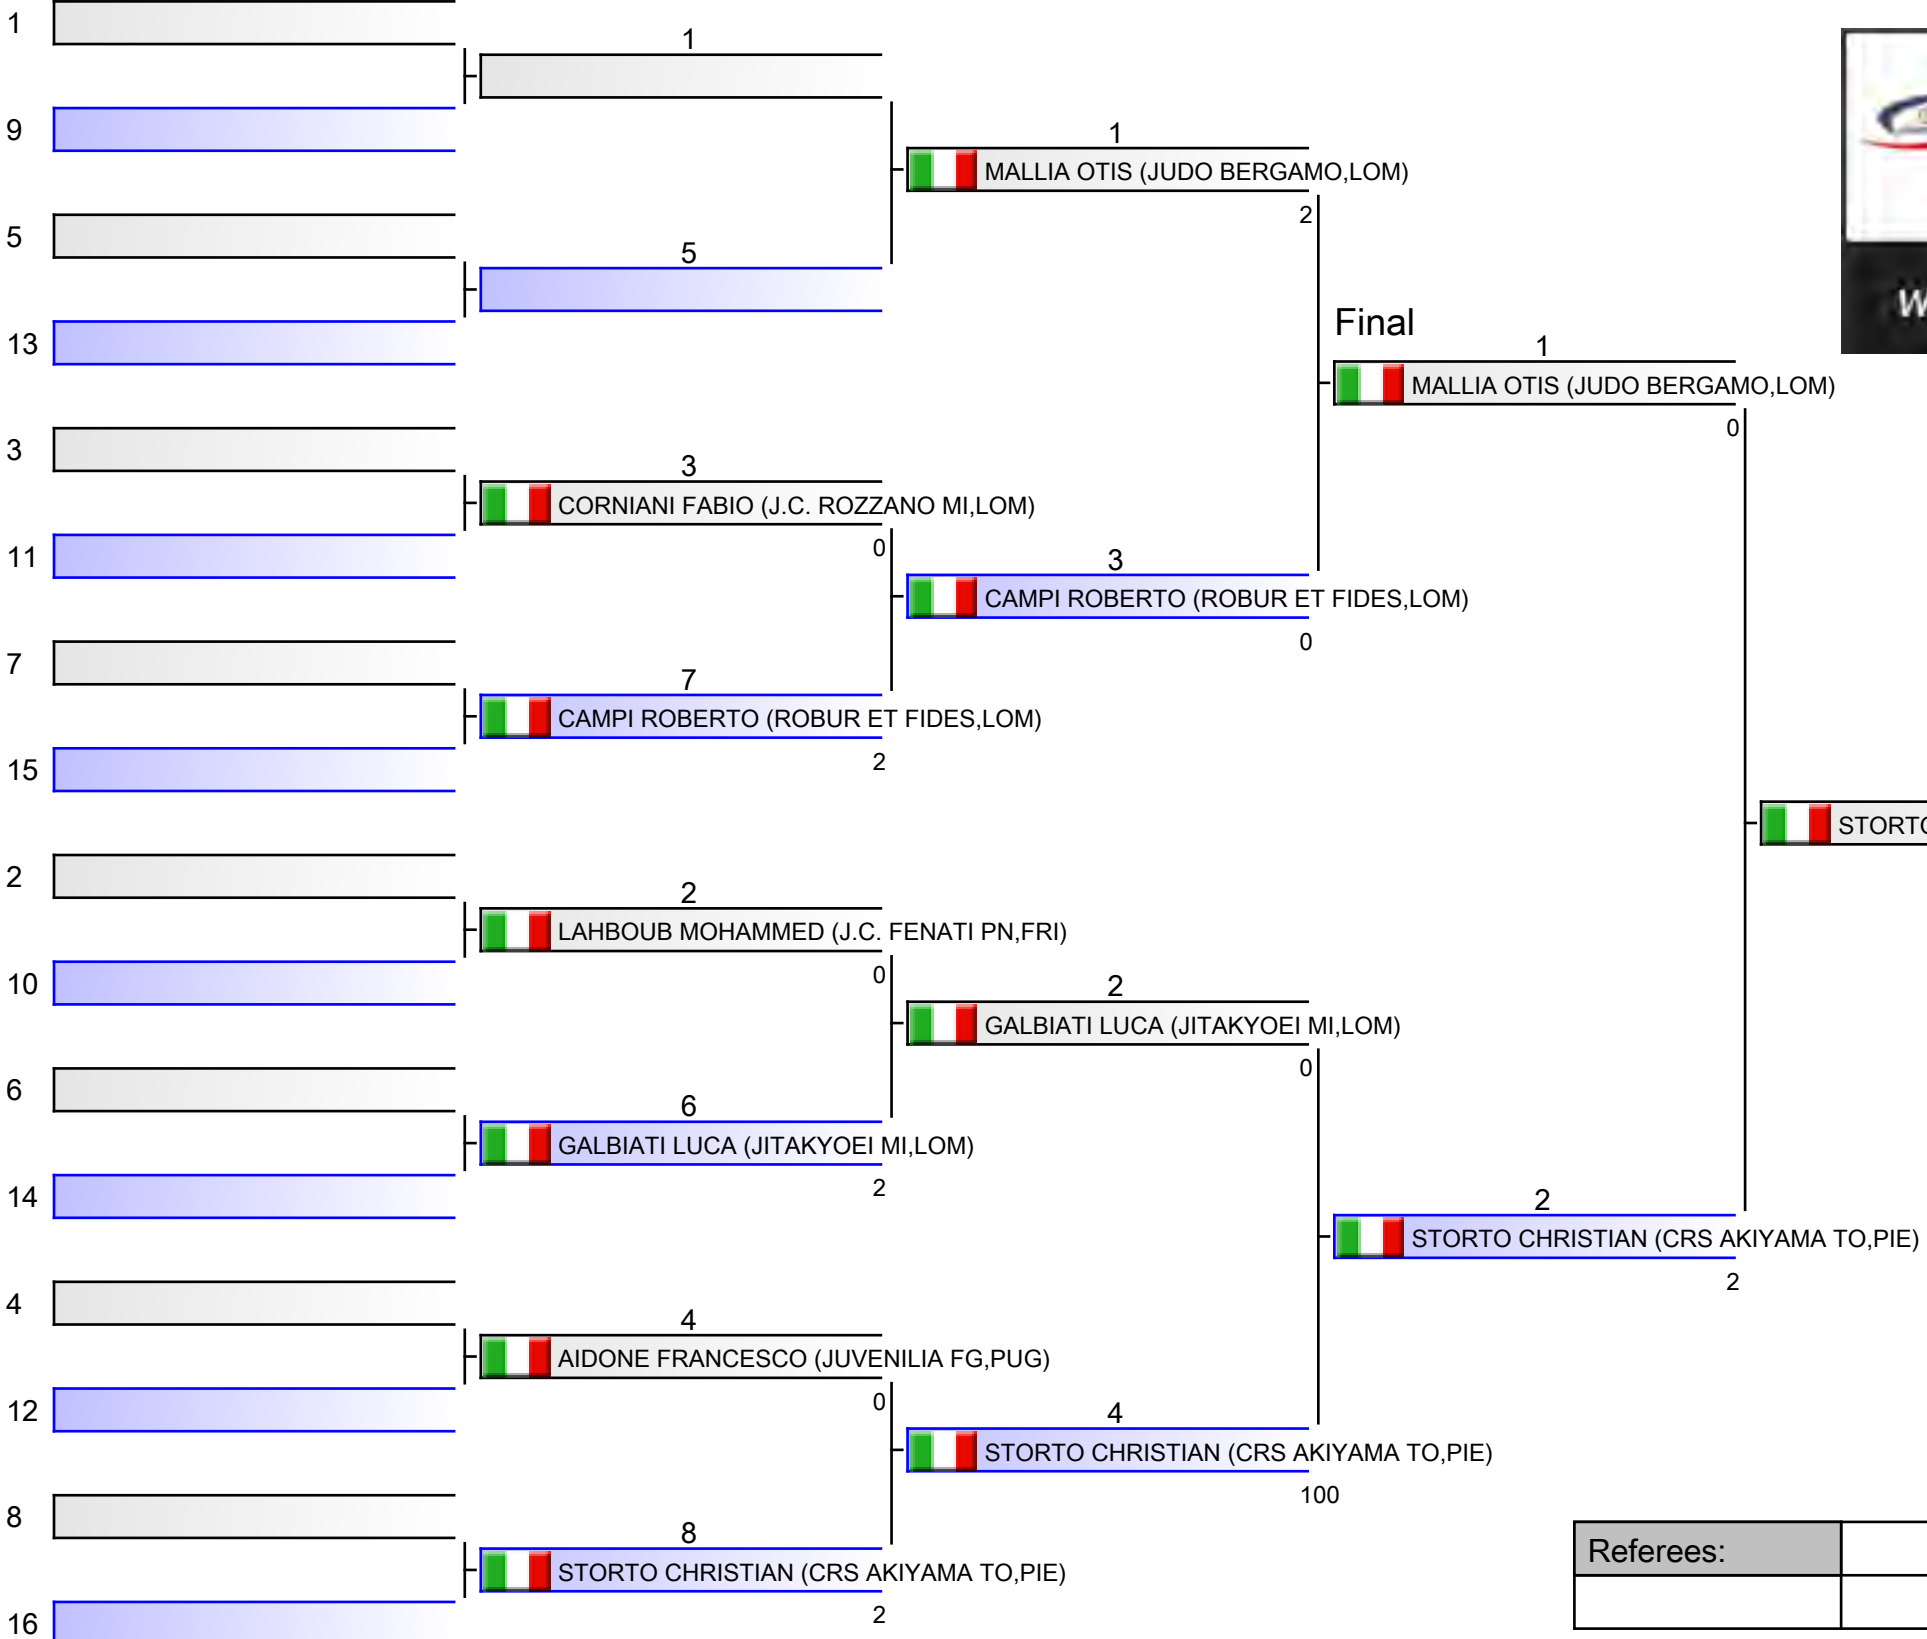 1
1
9
1
MALLIA OTIS (JUDO BERGAMO,LOM)
2
5
5
13
Final
1
MALLIA OTIS (JUDO BERGAMO,LOM)
0
3
3
CORNIANI FABIO (J.C. ROZZANO MI,LOM)
0
11
3
CAMPI ROBERTO (ROBUR ET FIDES,LOM)
0
7
7
CAMPI ROBERTO (ROBUR ET FIDES,LOM)
2
15
STORTO
2
2
LAHBOUB MOHAMMED (J.C. FENATI PN,FRI)
0
10
2
GALBIATI LUCA (JITAKYOEI MI,LOM)
0
6
6
GALBIATI LUCA (JITAKYOEI MI,LOM)
2
14
2
STORTO CHRISTIAN (CRS AKIYAMA TO,PIE)
2
4
4
AIDONE FRANCESCO (JUVENILIA FG,PUG)
0
12
4
STORTO CHRISTIAN (CRS AKIYAMA TO,PIE)
100
8
8
STORTO CHRISTIAN (CRS AKIYAMA TO,PIE)
2
16
Referees: